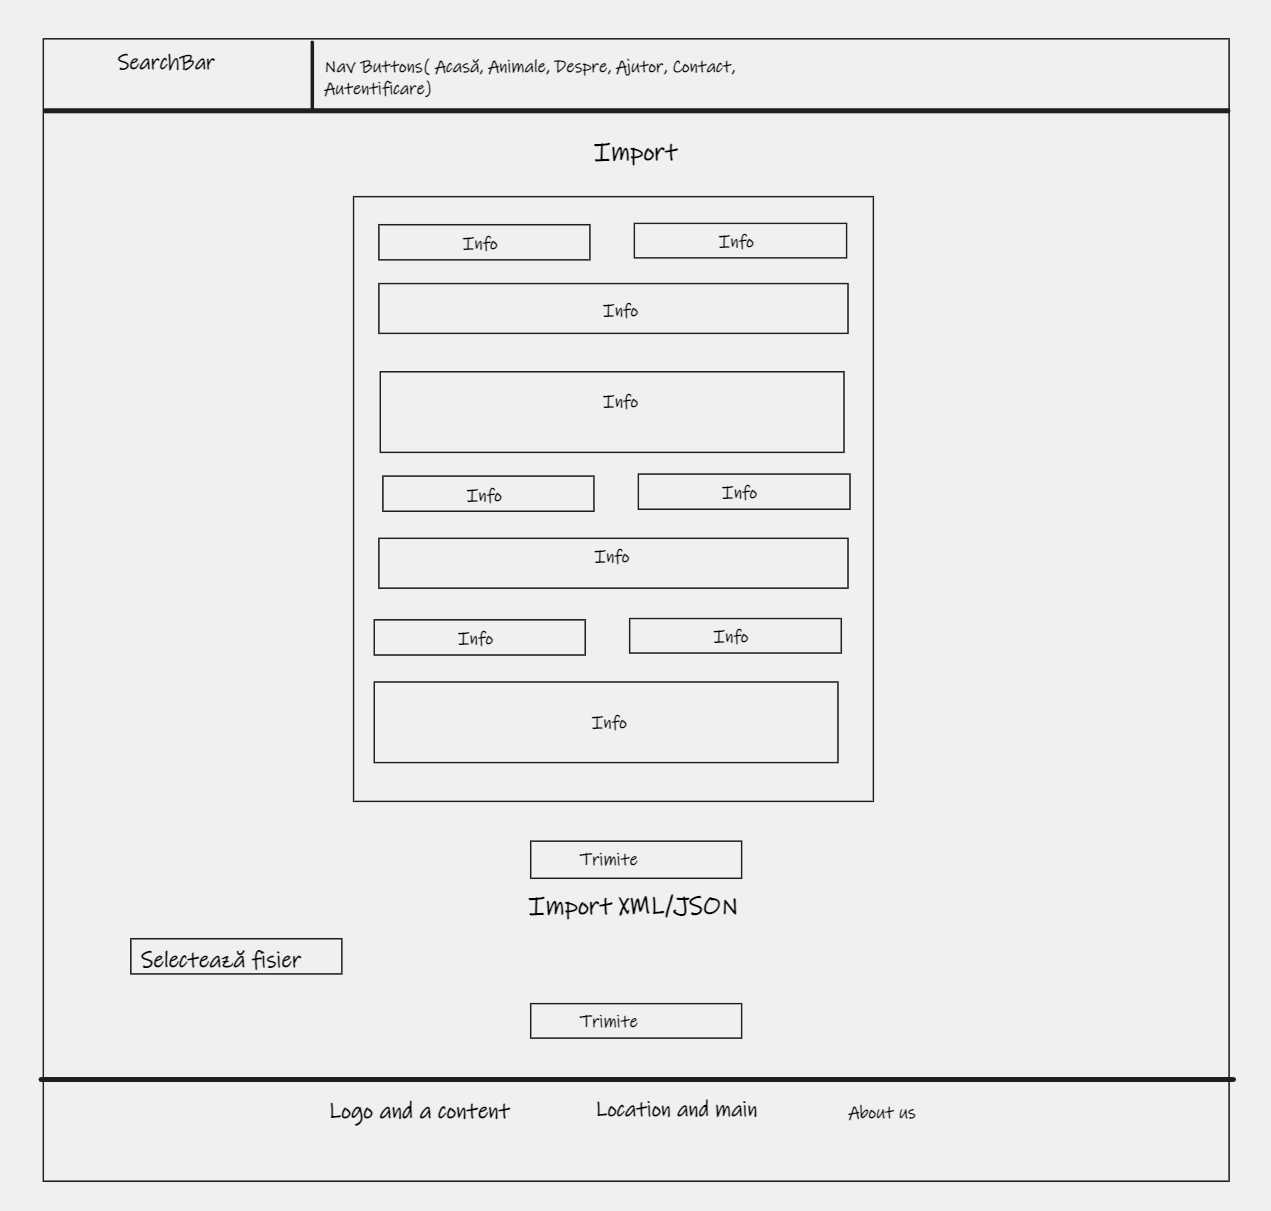 SearchBar
Nav Buttons( Acasă, Animale, Despre, Ajutor, Contact,
Autentificare)
Import
Info
Info
Info
Info
Info
Info
Info
Info
Info
Info
Trimite
Import XML/JSON
Selectează fisier
Trimite
Logo and a content
Location and main
About us